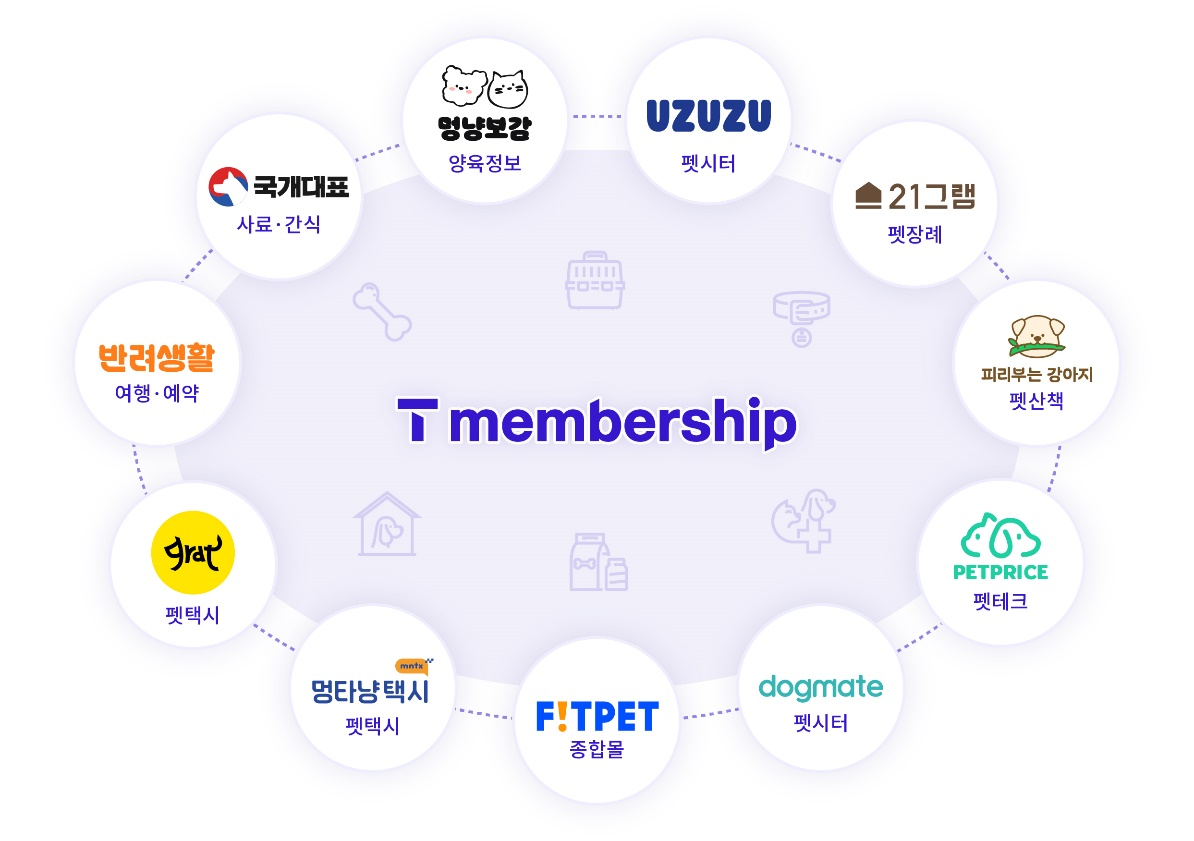 멍냥보감
양육정보
UZUZU
펫시터
국개대표
사료·간식
21그램
펫장례
반려생활
여행·예약
피리부는 강아지
펫산책
T membership
grat
펫택시
PETPRICE
펫테크
mntx
멍타냥택시
펫택시
F!TPET
종합몰
dogmate
펫시터